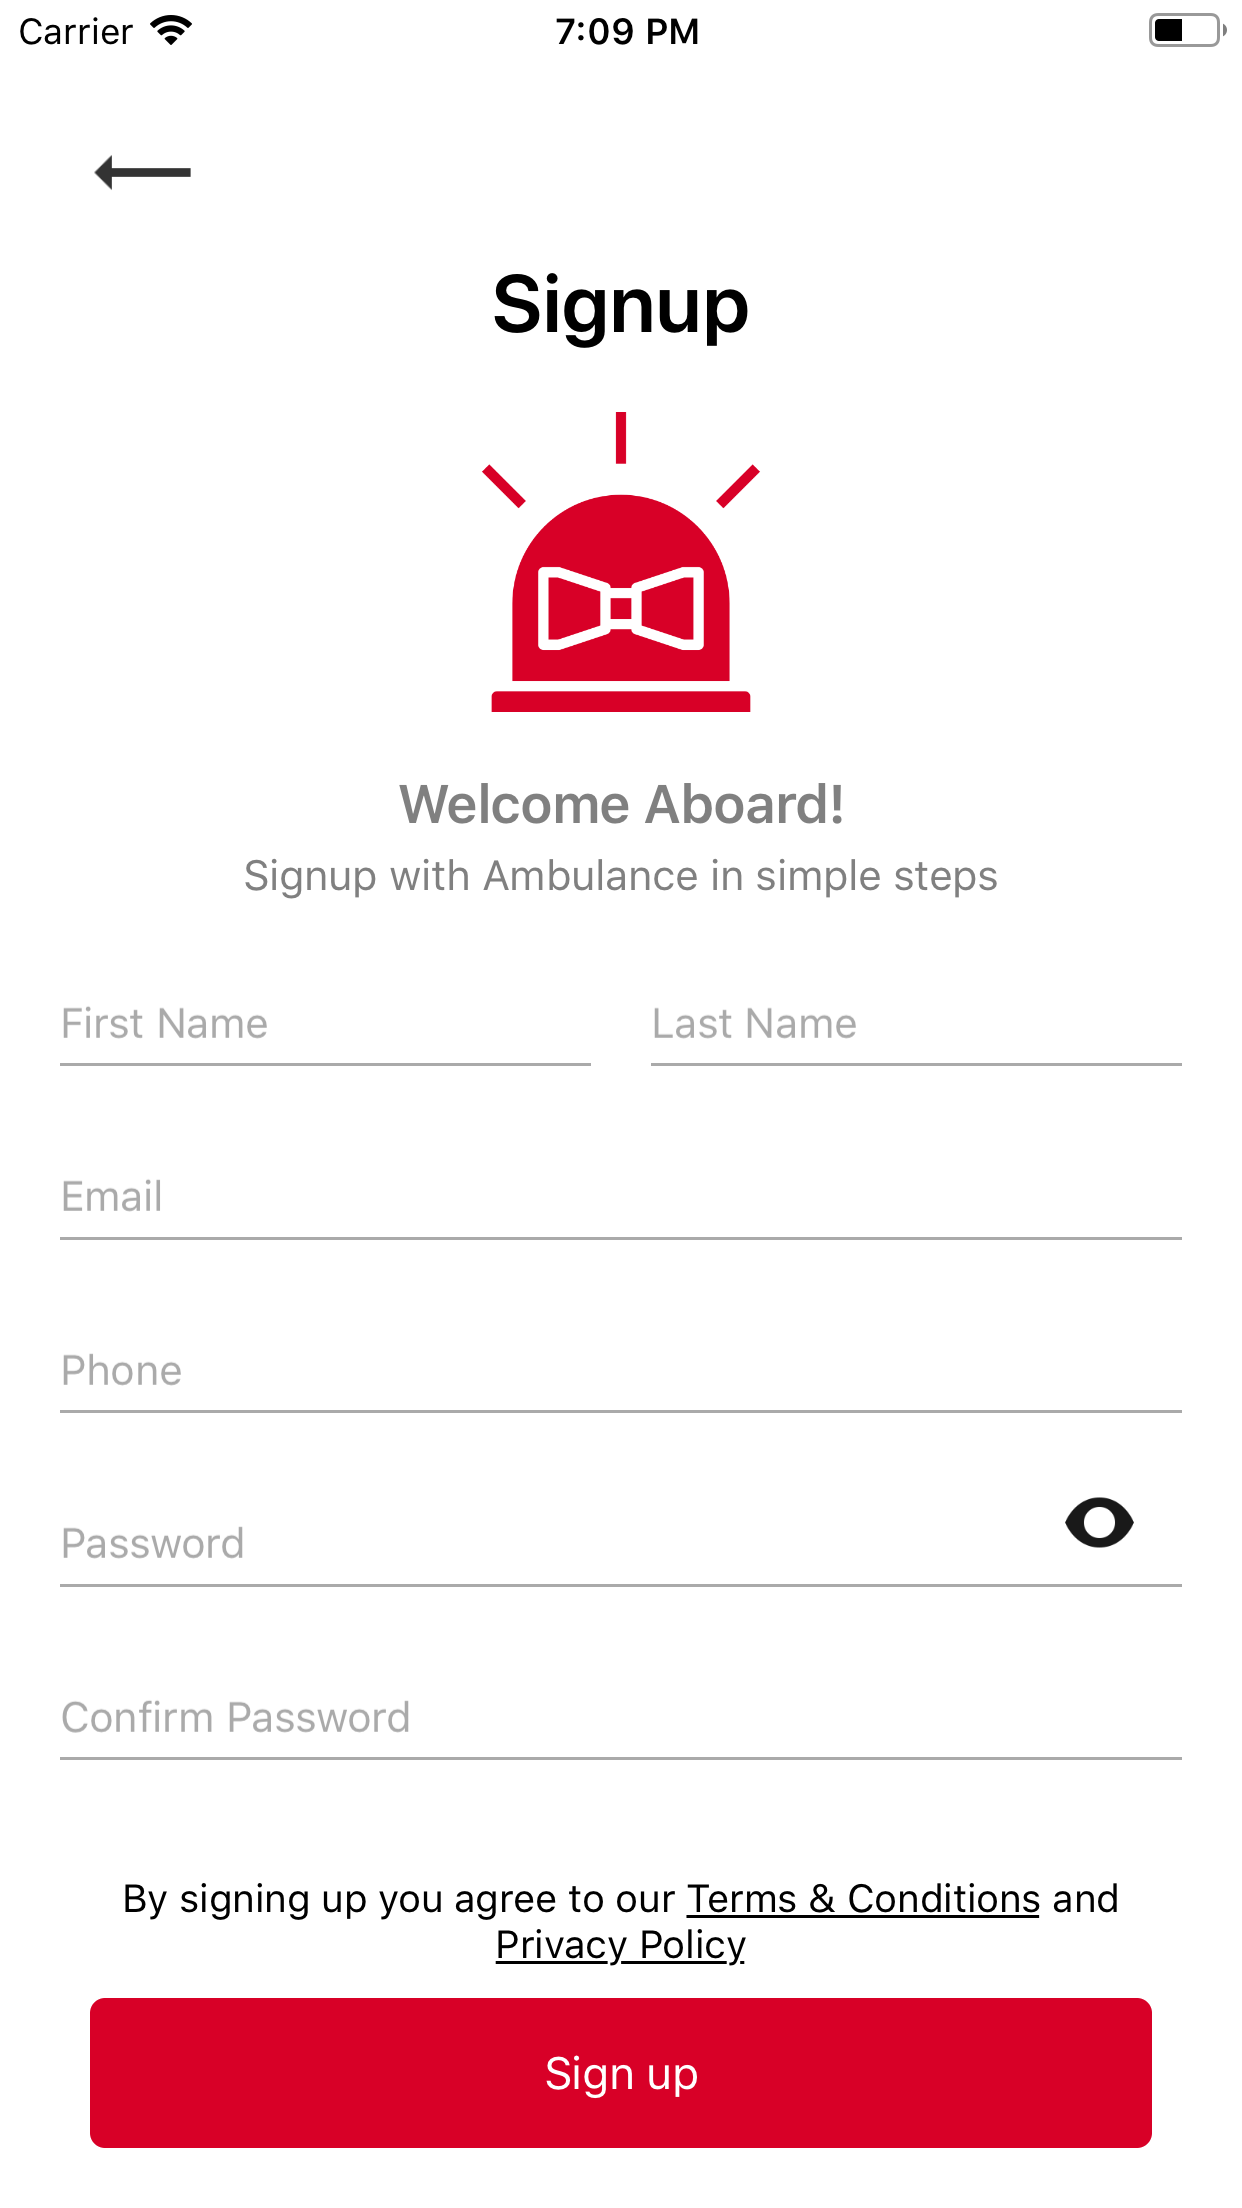 Carrier 7:09 PM
Signup
Welcome Aboard!
Signup with Ambulance in simple steps
First Name Last Name
Email
Phone
Password
Confirm Password
By signing up you agree to our Terms & Conditions and
Privacy Policy
Sign up